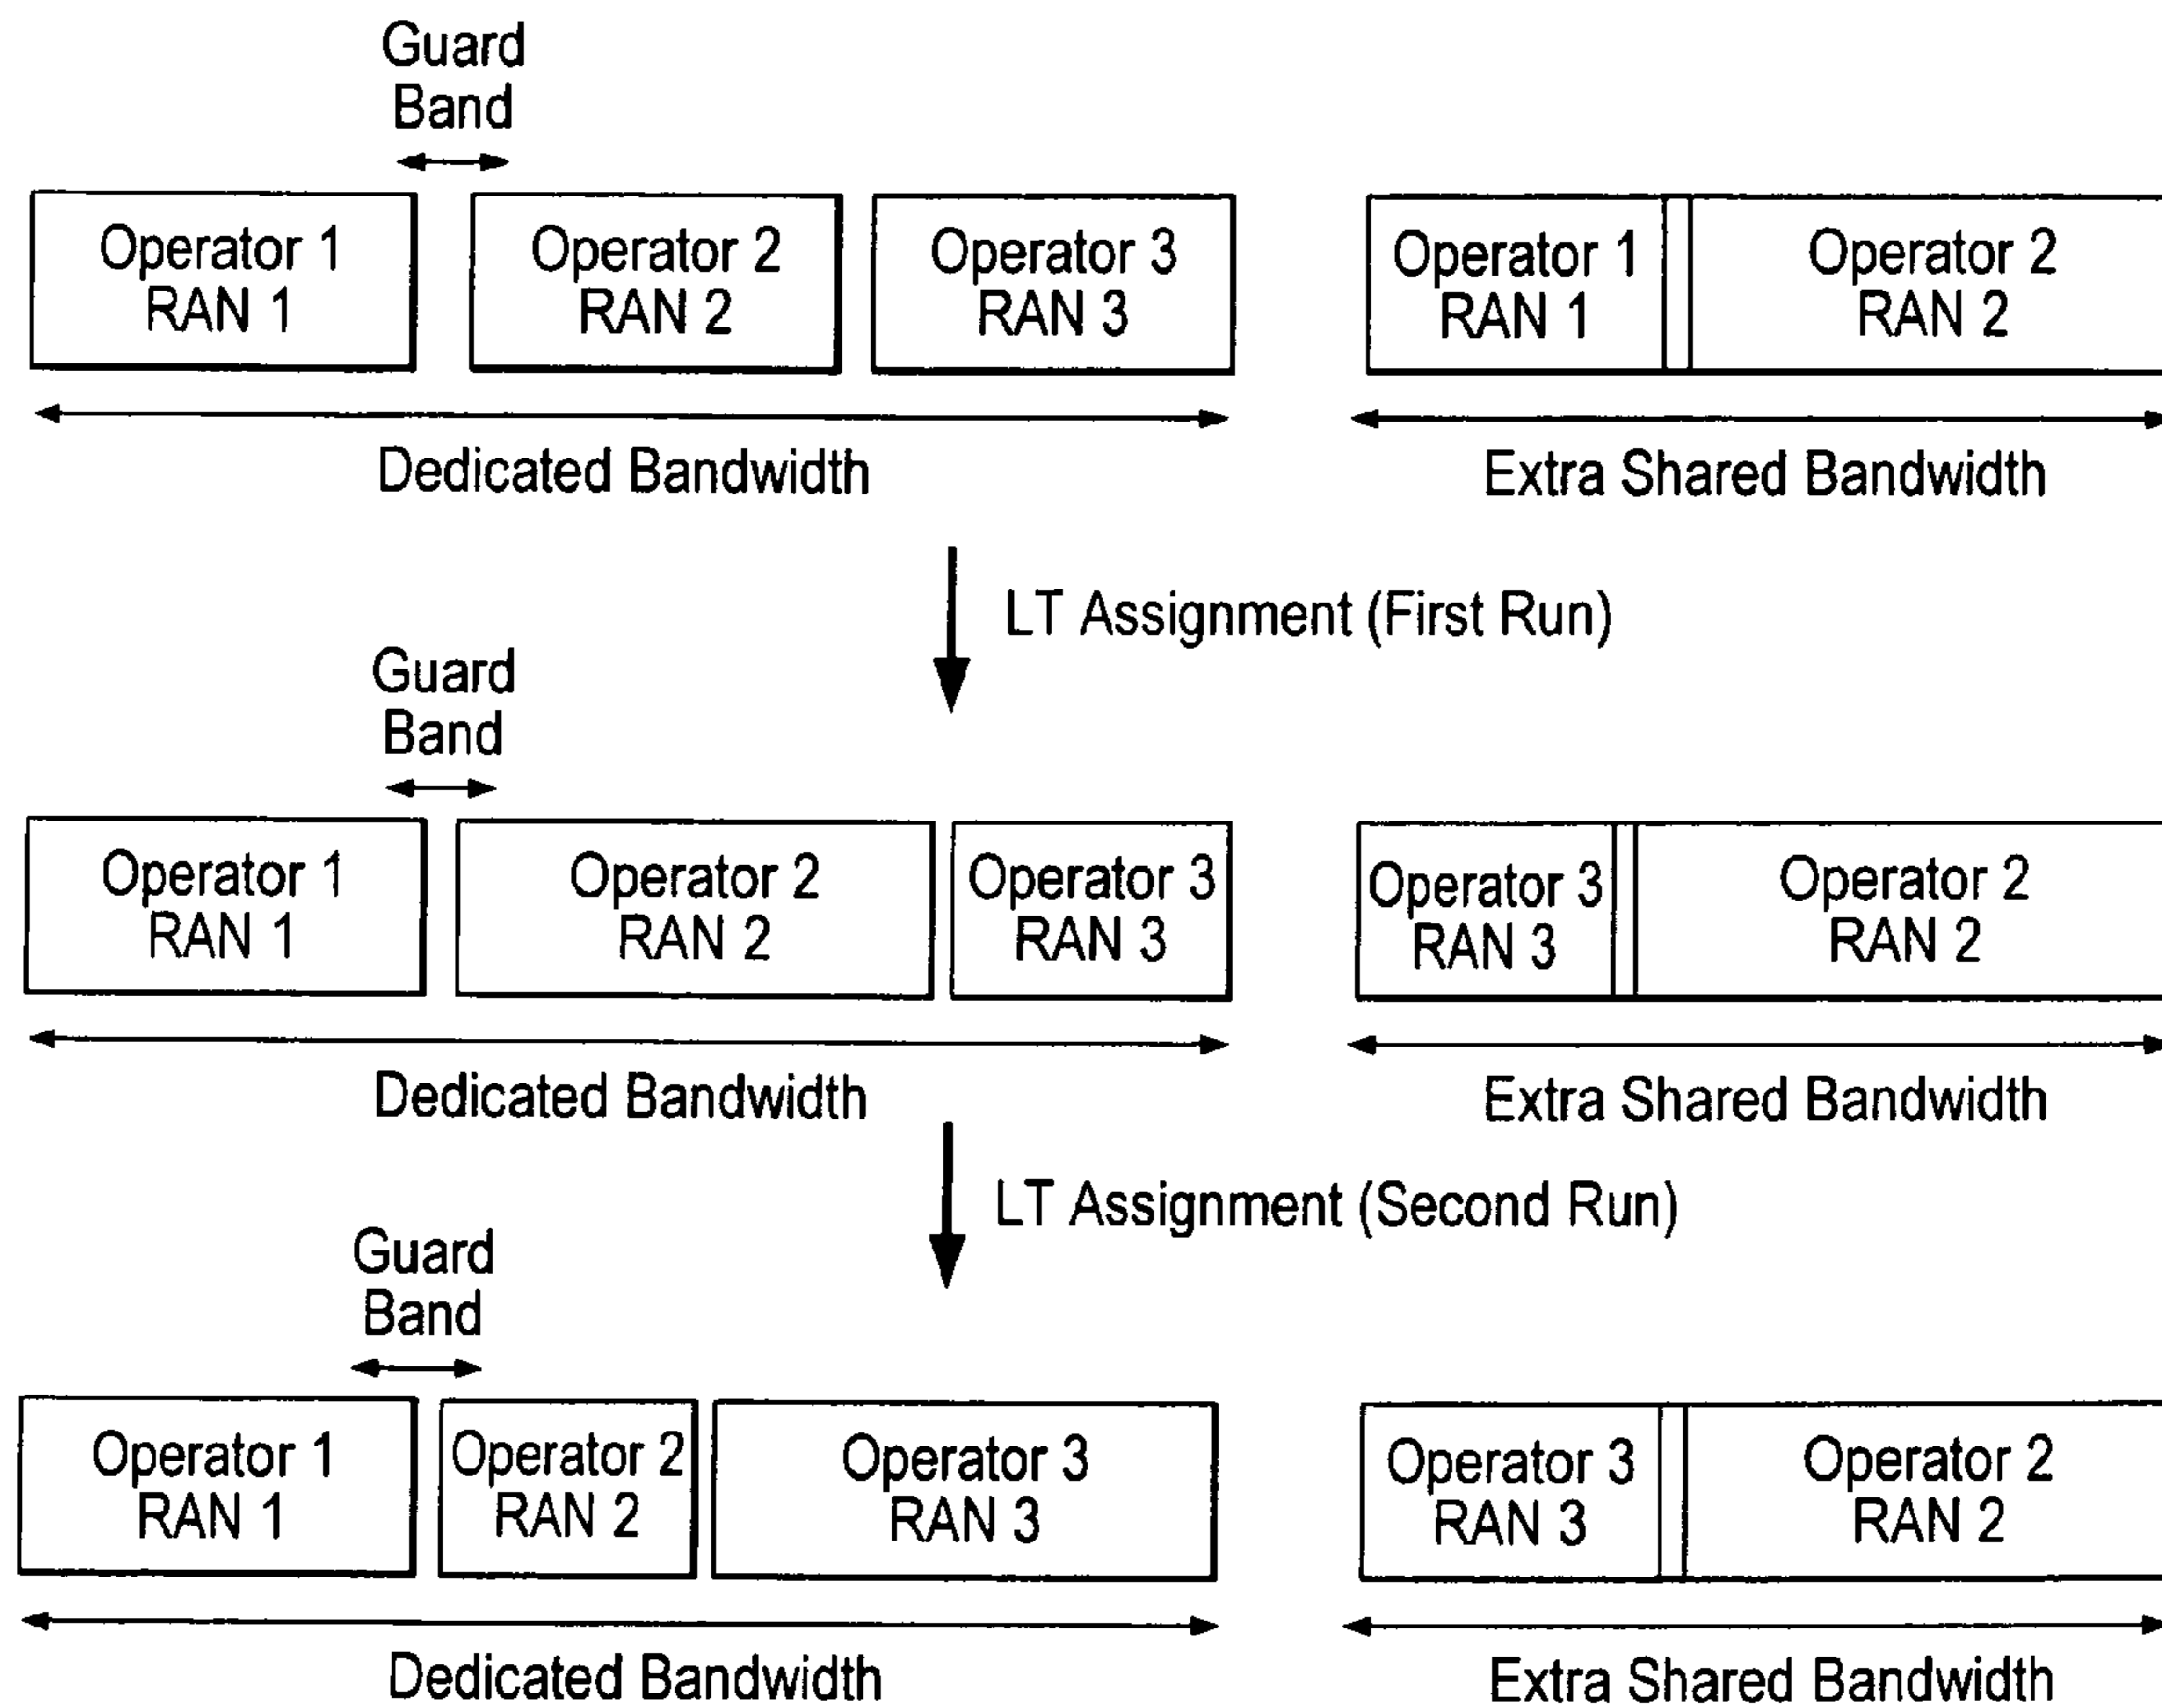 Guard
Band
Operator 1
RAN 1
Operator 2
RAN 2
Operator 3
RAN 3
Operator 1
RAN 1
Operator 2
RAN 2
Dedicated Bandwidth
Extra Shared Bandwidth
LT Assignment (First Run)
Guard
Band
Operator 1
RAN 1
Operator 2
RAN 2
Operator 3
RAN 3
Operator 3
RAN 3
Operator 2
RAN 2
Dedicated Bandwidth
Extra Shared Bandwidth
LT Assignment (Second Run)
Guard
Band
Operator 1
RAN 1
Operator 2
RAN 2
Operator 3
RAN 3
Operator 3
RAN 3
Operator 2
RAN 2
Dedicated Bandwidth
Extra Shared Bandwidth